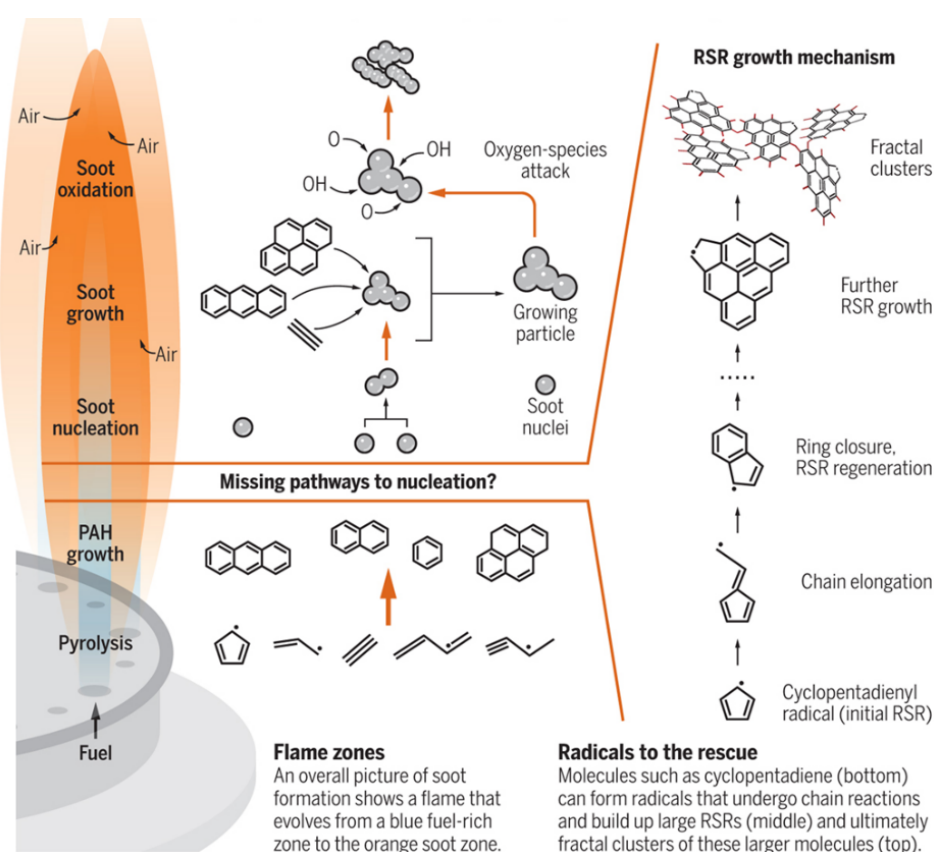 RSR growth mechanism
Air
Air
Soot
oxidation
Air
Soot
growth
Air
Soot
nucleation
O
OH
OH
O
Oxygen-species
attack
Growing
particle
Soot
nuclei
Fractal
clusters
Further
RSR growth
.....
Ring closure,
RSR regeneration
Chain elongation
Cyclopentadienyl
radical (initial RSR)
Missing pathways to nucleation?
PAH
growth
Pyrolysis
Fuel
Flame zones
An overall picture of soot
formation shows a flame that
evolves from a blue fuel-rich
zone to the orange soot zone.
Radicals to the rescue
Molecules such as cyclopentadiene (bottom)
can form radicals that undergo chain reactions
and build up large RSRs (middle) and ultimately
fractal clusters of these larger molecules (top).